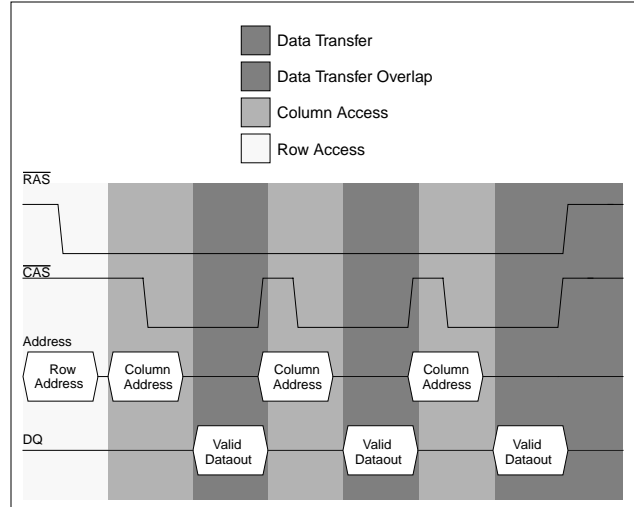 Data Transfer
Data Transfer Overlap
Column Access
Row Access
RAS
CAS
Address
Row
Address
Column
Address
Column
Address
Column
Address
DQ
Valid
Dataout
Valid
Dataout
Valid
Dataout